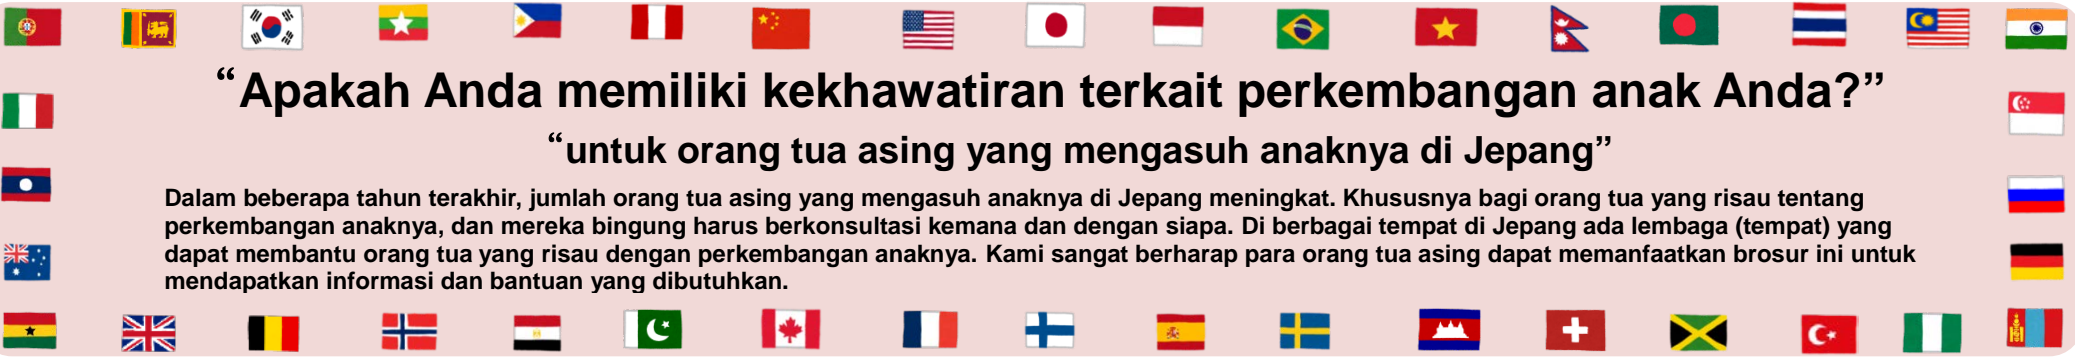 “Apakah Anda memiliki kekhawatiran terkait perkembangan anak Anda?”
“untuk orang tua asing yang mengasuh anaknya di Jepang”
Dalam beberapa tahun terakhir, jumlah orang tua asing yang mengasuh anaknya di Jepang meningkat. Khususnya bagi orang tua yang risau tentang
perkembangan anaknya, dan mereka bingung harus berkonsultasi kemana dan dengan siapa. Di berbagai tempat di Jepang ada lembaga (tempat) yang
dapat membantu orang tua yang risau dengan perkembangan anaknya. Kami sangat berharap para orang tua asing dapat memanfaatkan brosur ini untuk
mendapatkan informasi dan bantuan yang dibutuhkan.